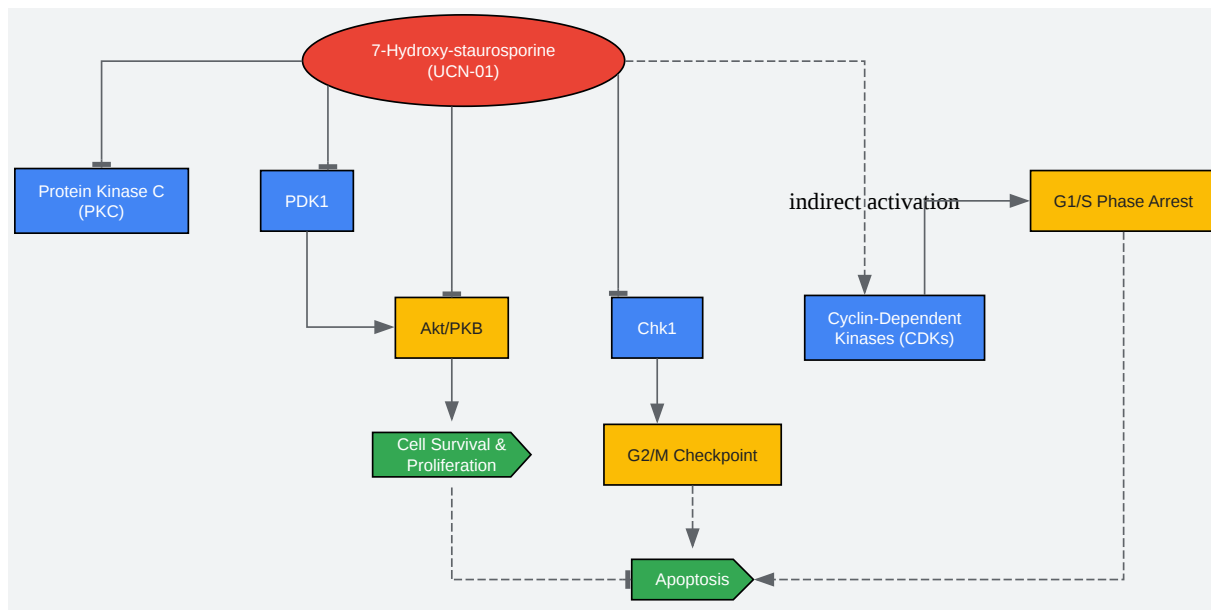 7-Hydroxy-staurosporine
(UCN-01)
Protein Kinase C
(PKC)
PDK1
indirect activation
G1/S Phase Arrest
Akt/PKB
Chk1
Cyclin-Dependent
Kinases (CDKs)
Cell Survival &
Proliferation
G2/M Checkpoint
Apoptosis